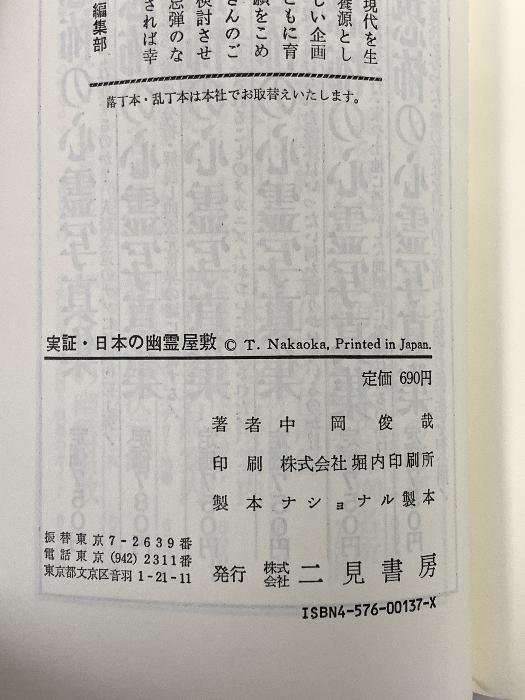 現代を生
養源とし
しい企画
ともに育
願をこめ
さんのご
検討させ
忌弾のな
されば幸
編集部
落丁本・乱丁本は本社でお取替えいたします。
実証・日本の幽霊屋敷 © T. Nakaoka, Printed in Japan.
定価 690円
著者 中岡俊哉
印刷 株式会社 堀内印刷所
製本 ナショナル製本
振替東京7-2639番
電話東京(942)2311番
東京都文京区音羽1-21-11
発行 株式会社 二見書房
ISBN4-576-00137-X